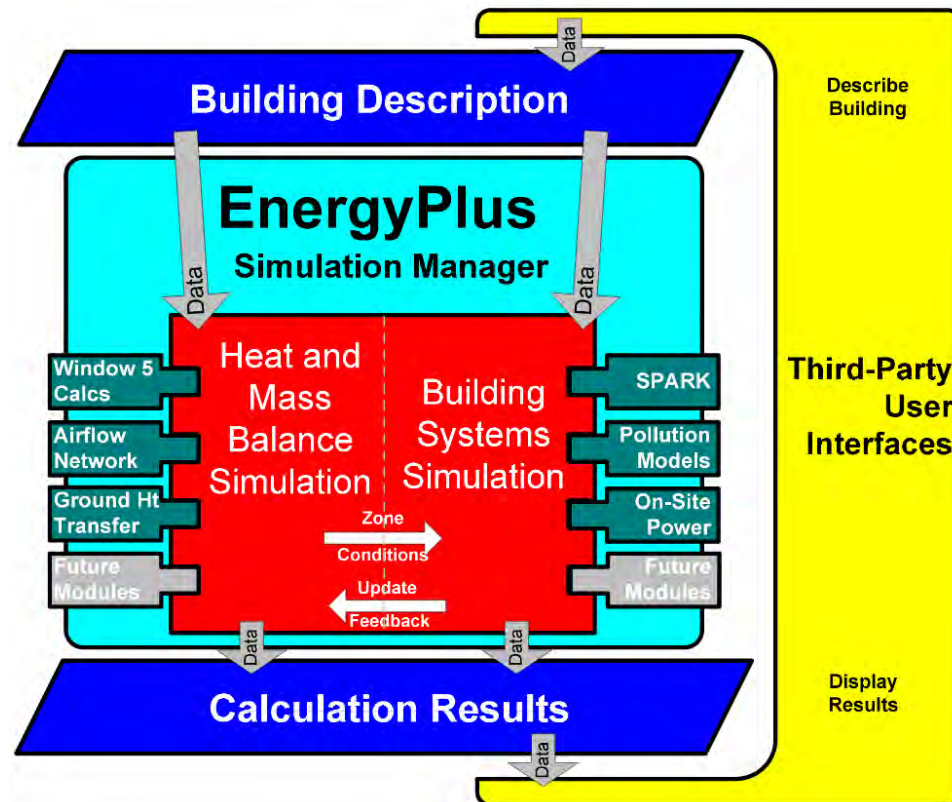 Data
Building Description
Describe
Building
EnergyPlus
Simulation Manager
Data
Data
Heat and
Mass
Balance
Simulation
Building
Systems
Simulation
Window 5
Calcs
Airflow
Network
Ground Ht
Transfer
Future
Modules
SPARK
Pollution
Models
On-Site
Power
Future
Modules
Zone
Conditions
Update
Feedback
Third-Party
User
Interfaces
Data
Data
Calculation Results
Display
Results
Data